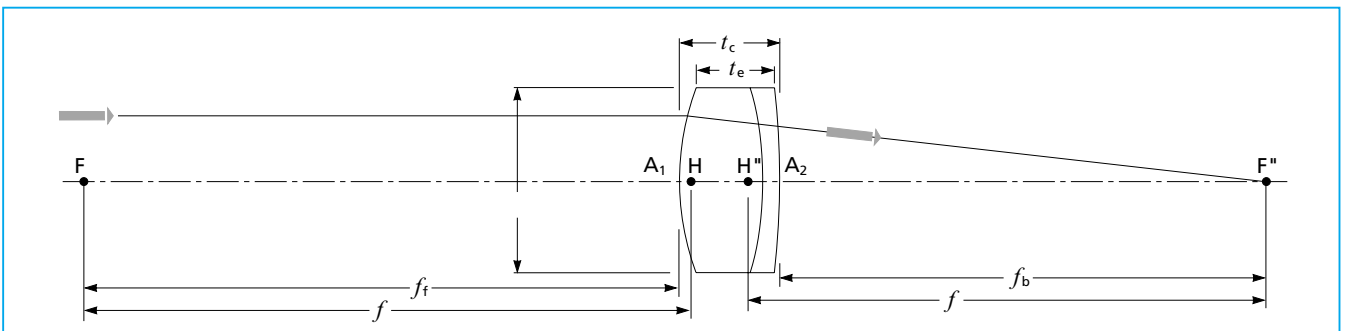 t_c
t_e
F A₁ H H" A₂ F"
f_f f_b
f f